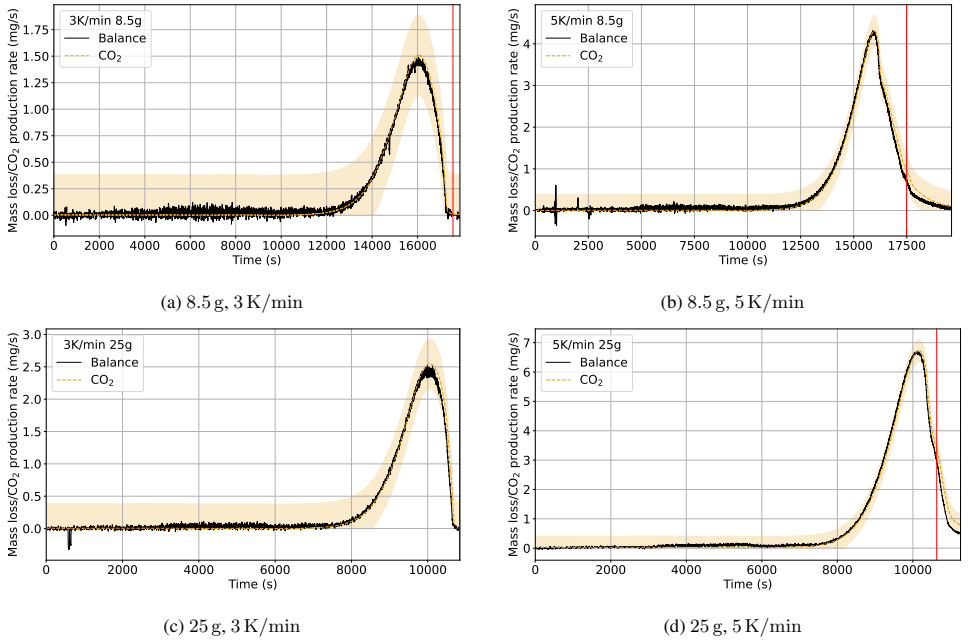 3K/min 8.5g
Balance
CO₂
Mass loss/CO₂ production rate (mg/s)
1.75
1.50
1.25
1.00
0.75
0.50
0.25
0.00
0 2000 4000 6000 8000 10000 12000 14000 16000
Time (s)
(a) 8.5 g, 3 K/min
5K/min 8.5g
Balance
CO₂
Mass loss/CO₂ production rate (mg/s)
4
3
2
1
0
0 2500 5000 7500 10000 12500 15000 17500
Time (s)
(b) 8.5 g, 5 K/min
3K/min 25g
Balance
CO₂
Mass loss/CO₂ production rate (mg/s)
3.0
2.5
2.0
1.5
1.0
0.5
0.0
0 2000 4000 6000 8000 10000
Time (s)
(c) 25 g, 3 K/min
5K/min 25g
Balance
CO₂
Mass loss/CO₂ production rate (mg/s)
7
6
5
4
3
2
1
0
0 2000 4000 6000 8000 10000
Time (s)
(d) 25 g, 5 K/min